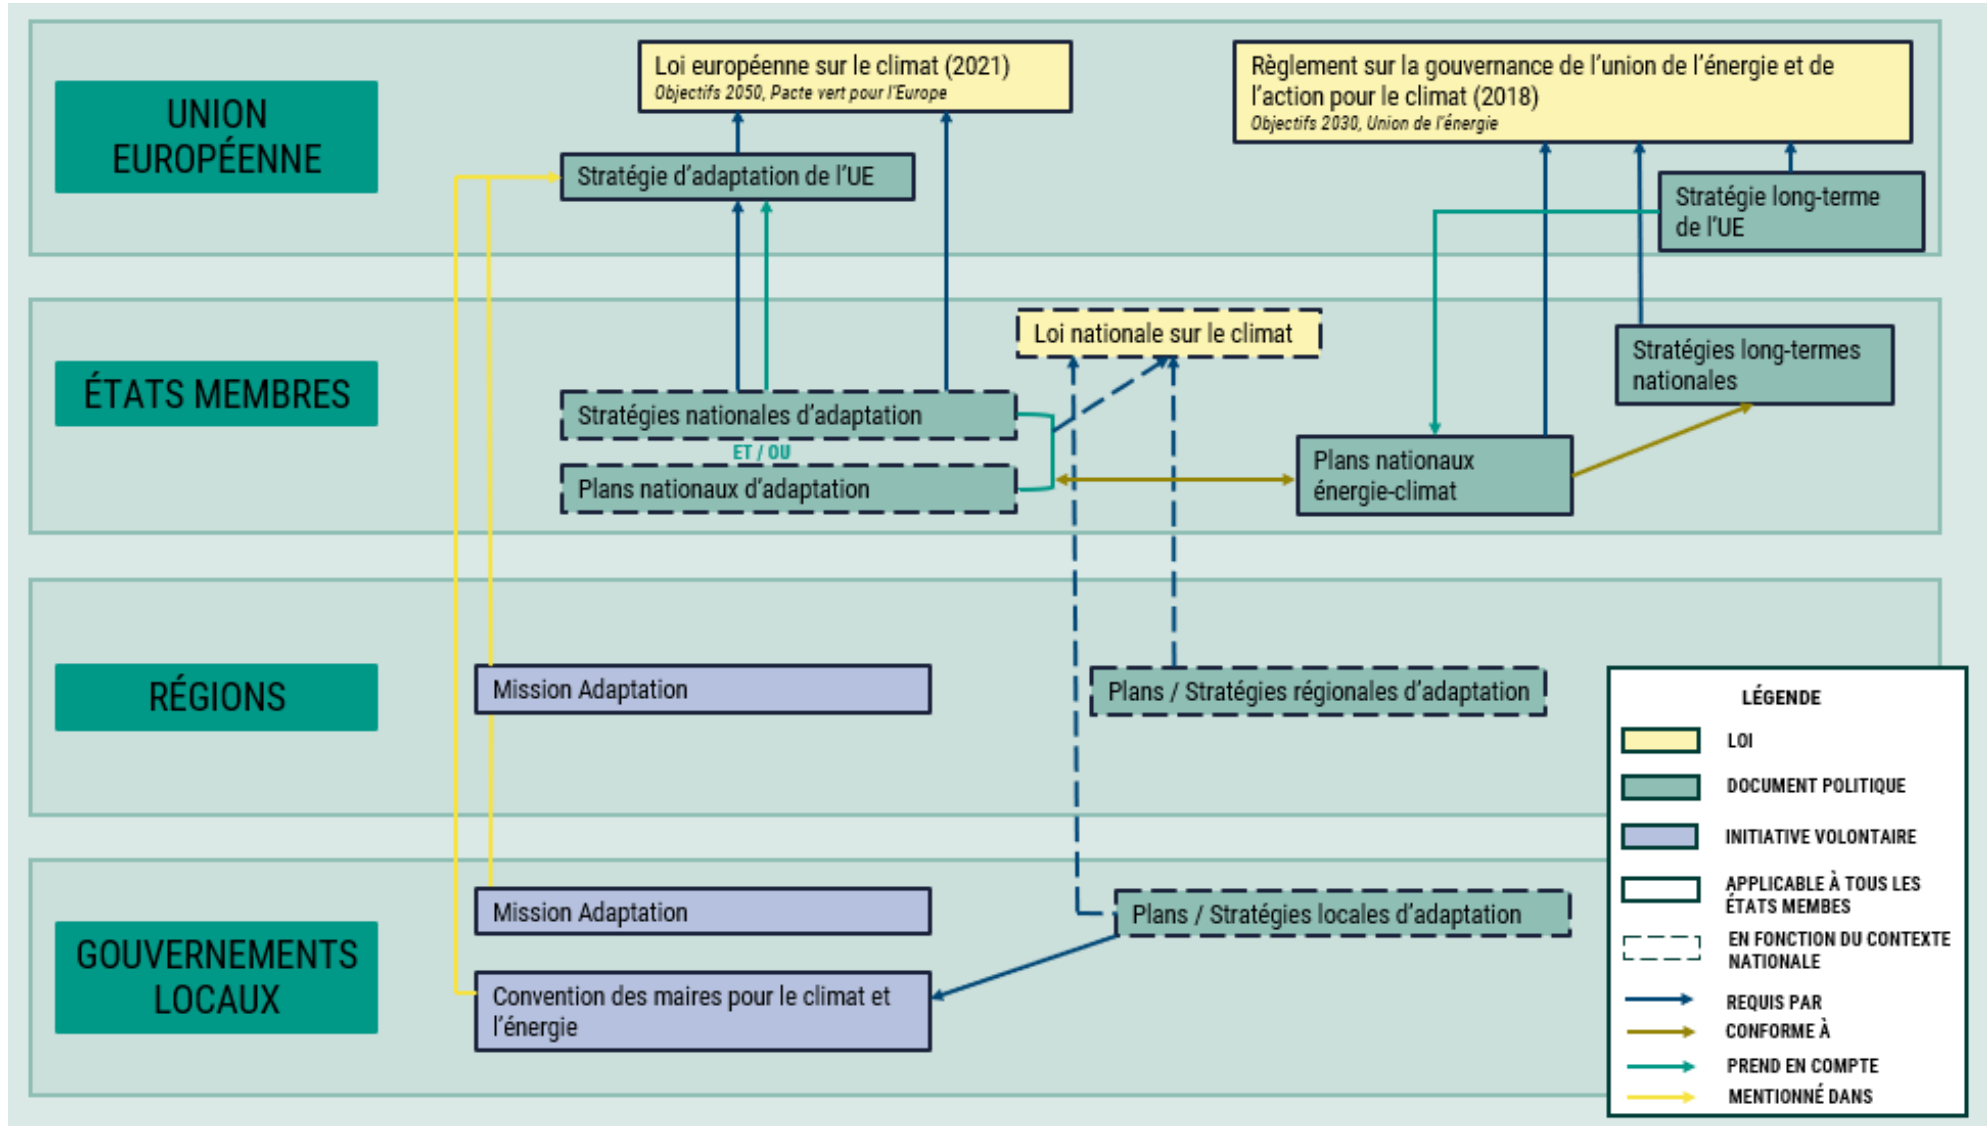 UNION
EUROPÉENNE
Loi européenne sur le climat (2021)
Objectifs 2050, Pacte vert pour l'Europe
Règlement sur la gouvernance de l'union de l'énergie et de
l'action pour le climat (2018)
Objectifs 2030, Union de l'énergie
Stratégie d'adaptation de l'UE
Stratégie long-terme
de l'UE
ÉTATS MEMBRES
Loi nationale sur le climat
Stratégies long-termes
nationales
Stratégies nationales d'adaptation
ET / OU
Plans nationaux d'adaptation
Plans nationaux
énergie-climat
RÉGIONS
Mission Adaptation
Plans / Stratégies régionales d'adaptation
GOUVERNEMENTS
LOCAUX
Mission Adaptation
Plans / Stratégies locales d'adaptation
Convention des maires pour le climat et
l'énergie
LÉGENDE
LOI
DOCUMENT POLITIQUE
INITIATIVE VOLONTAIRE
APPLICABLE À TOUS LES
ÉTATS MEMBES
EN FONCTION DU CONTEXTE
NATIONALE
REQUIS PAR
CONFORME À
PREND EN COMPTE
MENTIONNÉ DANS